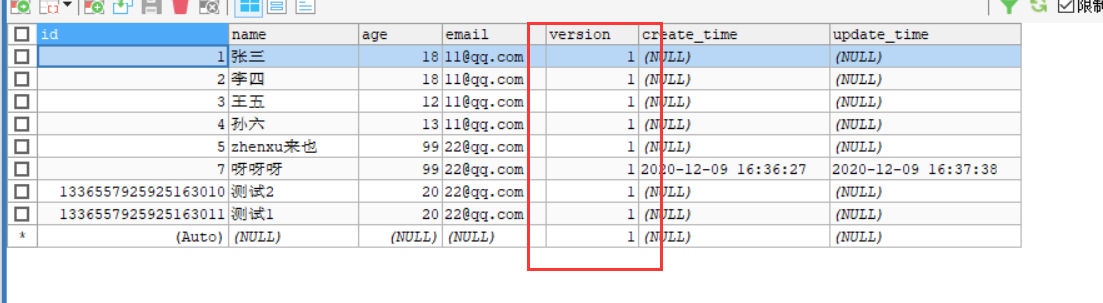 限制
id name age email version create_time update_time
1 张三 18 11@qq.com 1 (NULL) (NULL)
2 李四 18 11@qq.com 1 (NULL) (NULL)
3 王五 12 11@qq.com 1 (NULL) (NULL)
4 孙六 13 11@qq.com 1 (NULL) (NULL)
5 zhenxu来也 99 22@qq.com 1 (NULL) (NULL)
7 呀呀呀 99 22@qq.com 1 2020-12-09 16:36:27 2020-12-09 16:37:38
1336557925925163010 测试2 20 22@qq.com 1 (NULL) (NULL)
1336557925925163011 测试1 20 22@qq.com 1 (NULL) (NULL)
* (Auto) (NULL) (NULL) (NULL) 1 (NULL) (NULL)